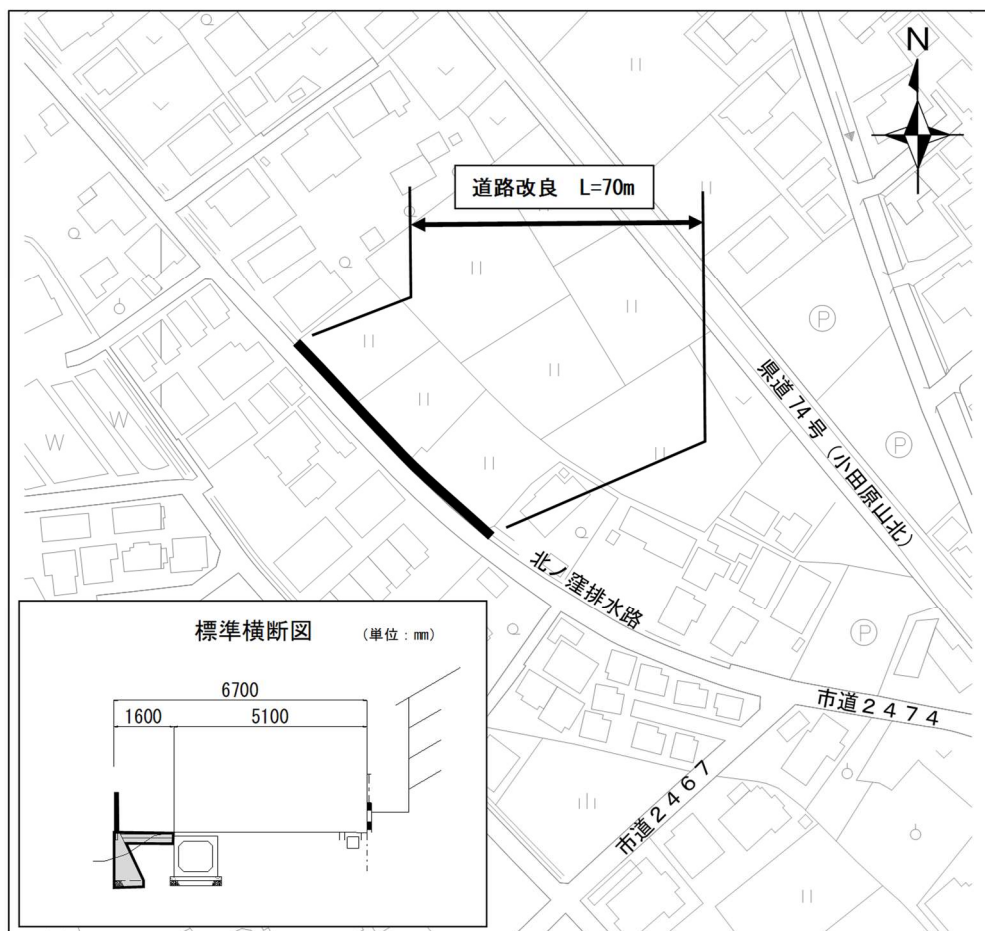 N
道路改良 L=70m
P
県道74号（小田原山北）
P
W
W
北ノ窪排水路
P
市道2474
市道2467
標準横断図 （単位：㎜）
6700
1600 5100